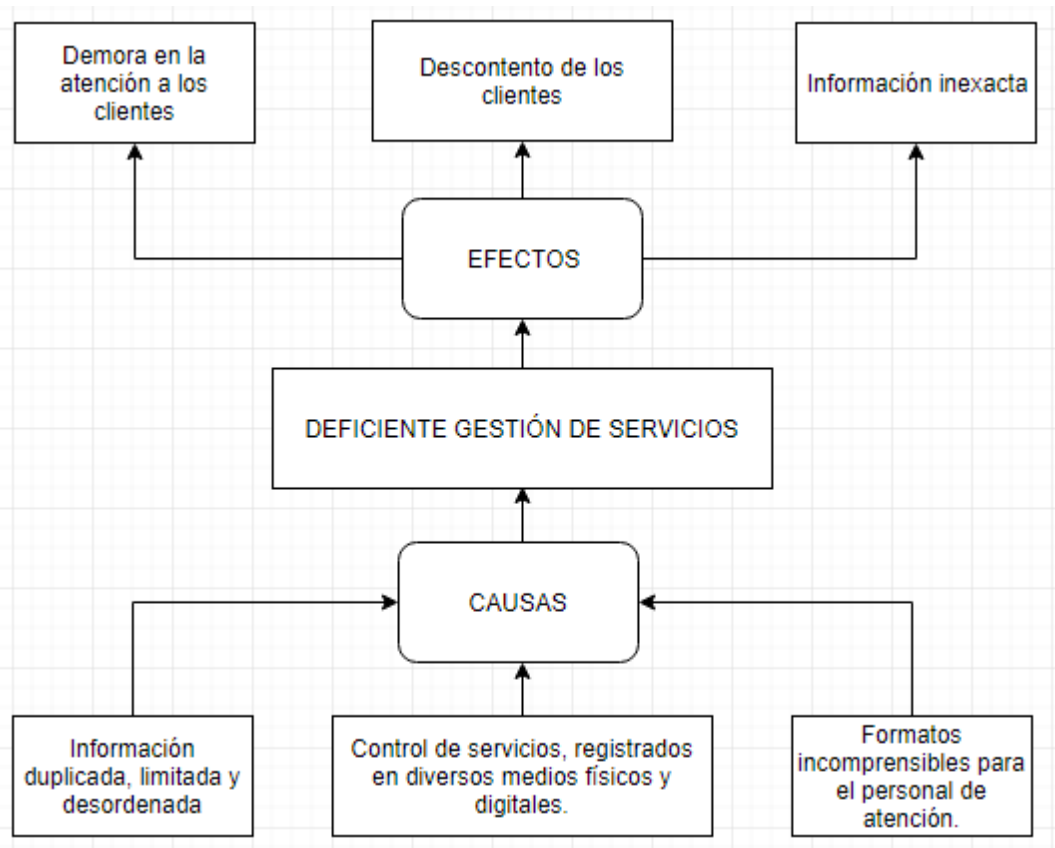 Demora en la
atención a los
clientes
Descontento de los
clientes
Información inexacta
EFECTOS
DEFICIENTE GESTIÓN DE SERVICIOS
CAUSAS
Información
duplicada, limitada y
desordenada
Control de servicios, registrados
en diversos medios físicos y
digitales.
Formatos
incomprensibles para
el personal de
atención.